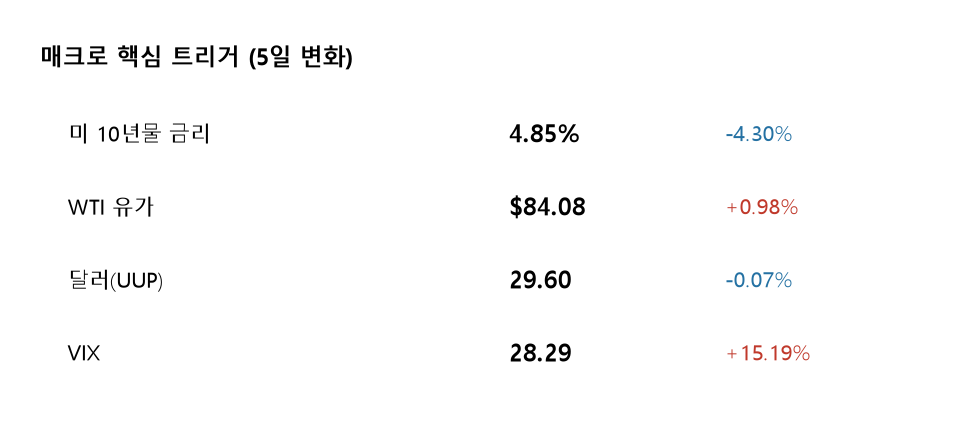 매크로 핵심 트리거 (5일 변화)
미 10년물 금리 4.85% -4.30%
WTI 유가 $84.08 +0.98%
달러(UUP) 29.60 -0.07%
VIX 28.29 +15.19%